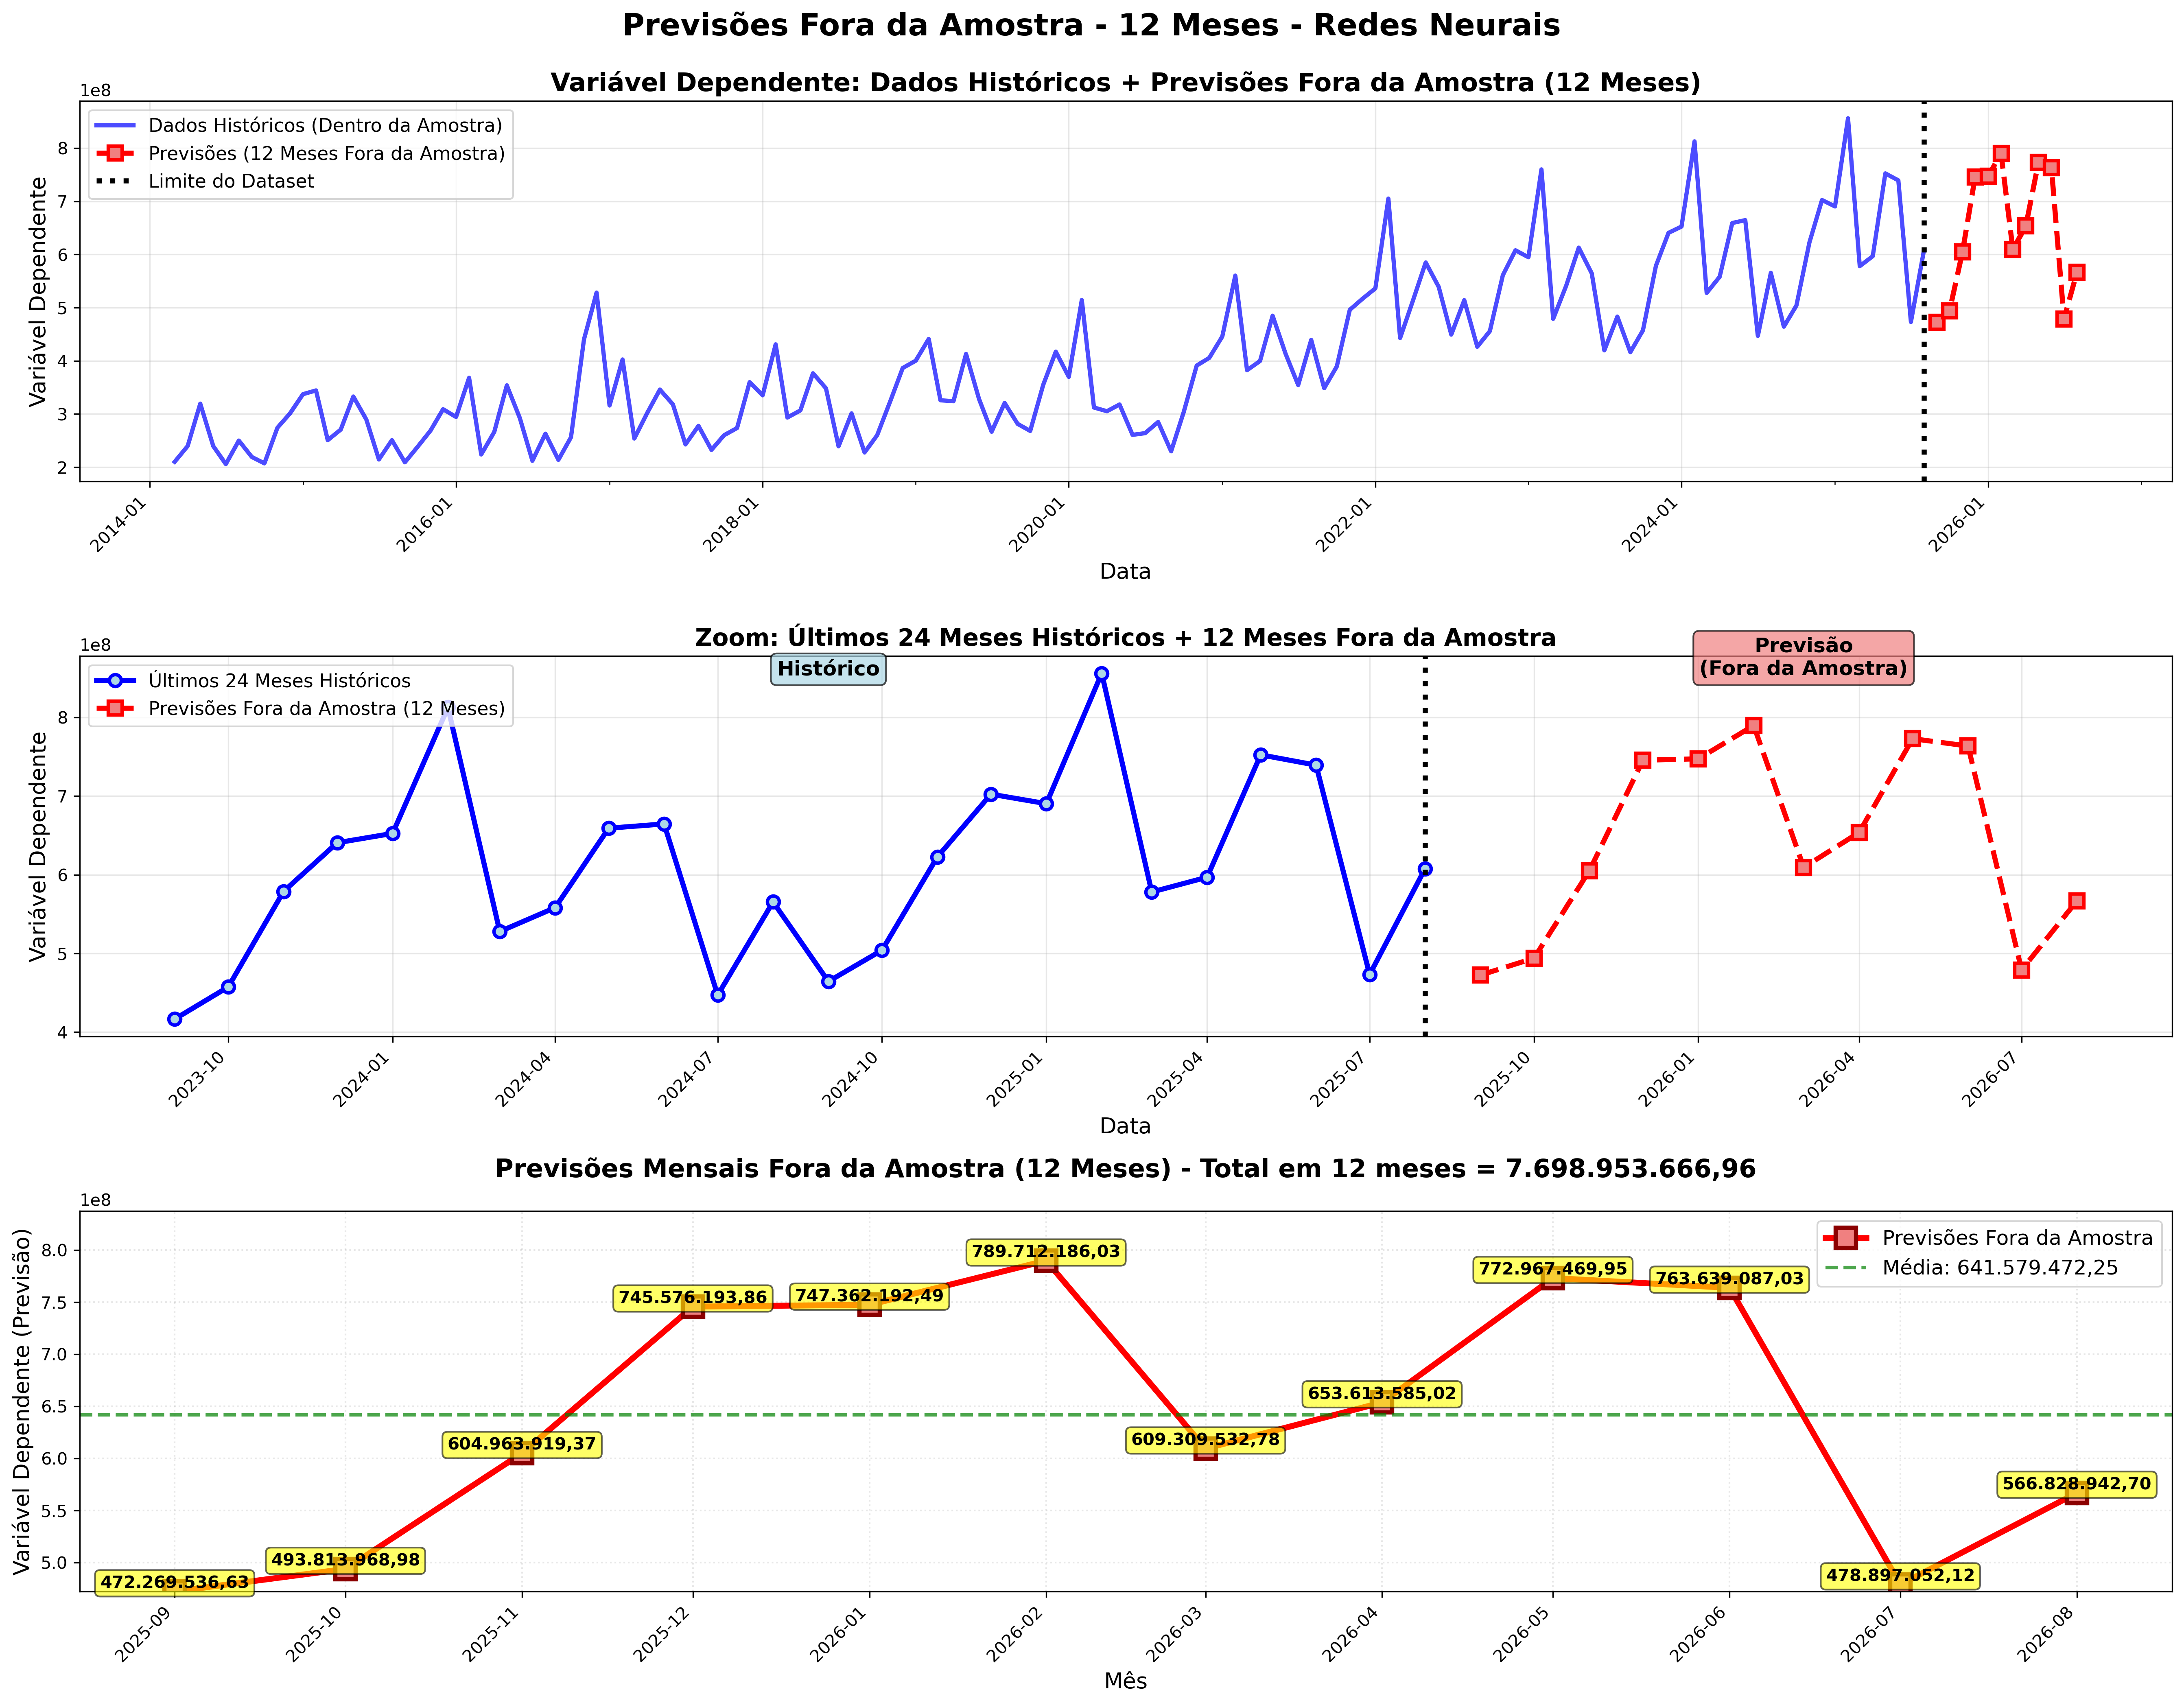 Previsões Fora da Amostra - 12 Meses - Redes Neurais
Variável Dependente: Dados Históricos + Previsões Fora da Amostra (12 Meses)
1e8
Dados Históricos (Dentro da Amostra)
Previsões (12 Meses Fora da Amostra)
Limite do Dataset
Variável Dependente
8
7
6
5
4
3
2
2014-01
2016-01
2018-01
2020-01
2022-01
2024-01
2026-01
Data
Zoom: Últimos 24 Meses Históricos + 12 Meses Fora da Amostra
1e8
Histórico
Previsão
(Fora da Amostra)
Últimos 24 Meses Históricos
Previsões Fora da Amostra (12 Meses)
Variável Dependente
8
7
6
5
4
2023-10
2024-01
2024-04
2024-07
2024-10
2025-01
2025-04
2025-07
2025-10
2026-01
2026-04
2026-07
Data
Previsões Mensais Fora da Amostra (12 Meses) - Total em 12 meses = 7.698.953.666,96
1e8
Previsões Fora da Amostra
Média: 641.579.472,25
Variável Dependente (Previsão)
8.0
7.5
7.0
6.5
6.0
5.5
5.0
472.269.536,63
493.813.968,98
604.963.919,37
745.576.193,86
747.362.192,49
789.712.186,03
609.309.532,78
653.613.585,02
772.967.469,95
763.639.087,03
478.897.052,12
566.828.942,70
2025-09
2025-10
2025-11
2025-12
2026-01
2026-02
2026-03
2026-04
2026-05
2026-06
2026-07
2026-08
Mês